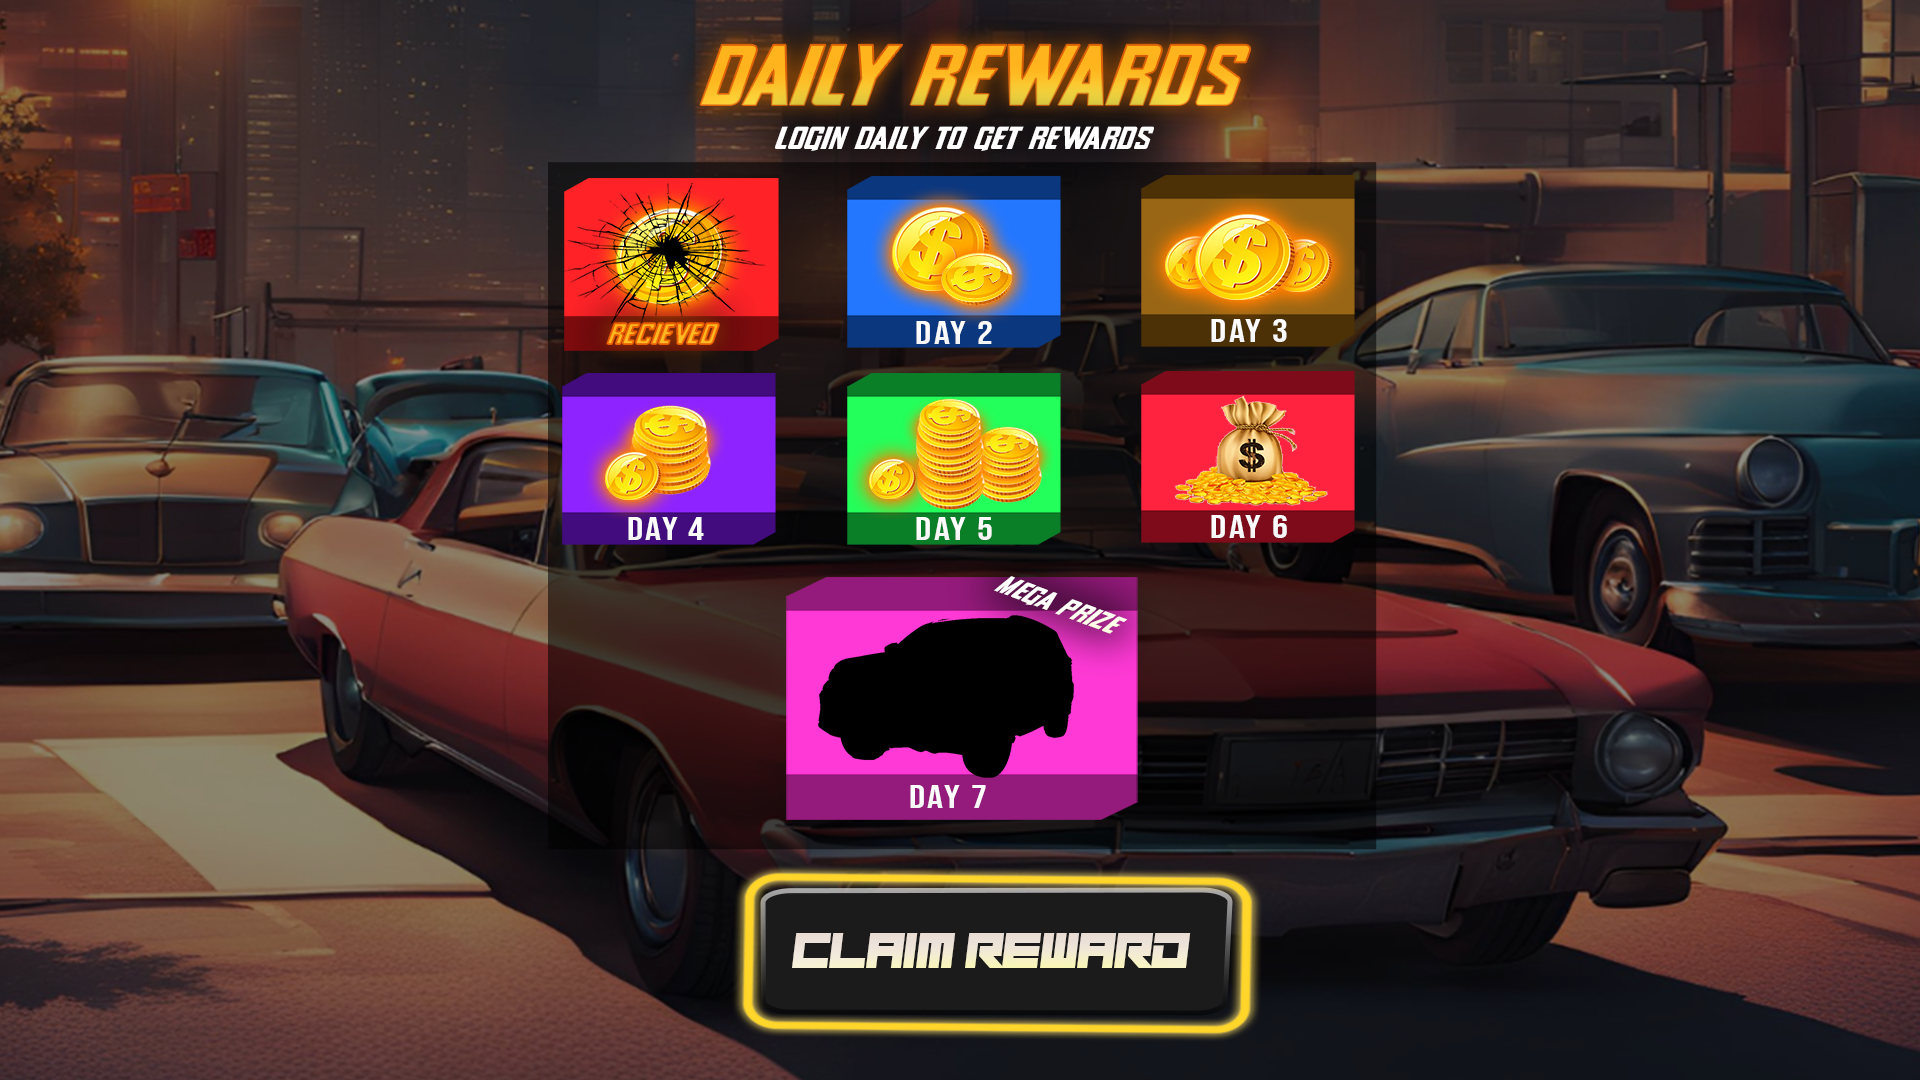 DAILY REWARDS
LOGIN DAILY TO GET REWARDS
RECIEVED
DAY 2
DAY 3
DAY 4
DAY 5
DAY 6
MEGA PRIZE
DAY 7
CLAIM REWARD